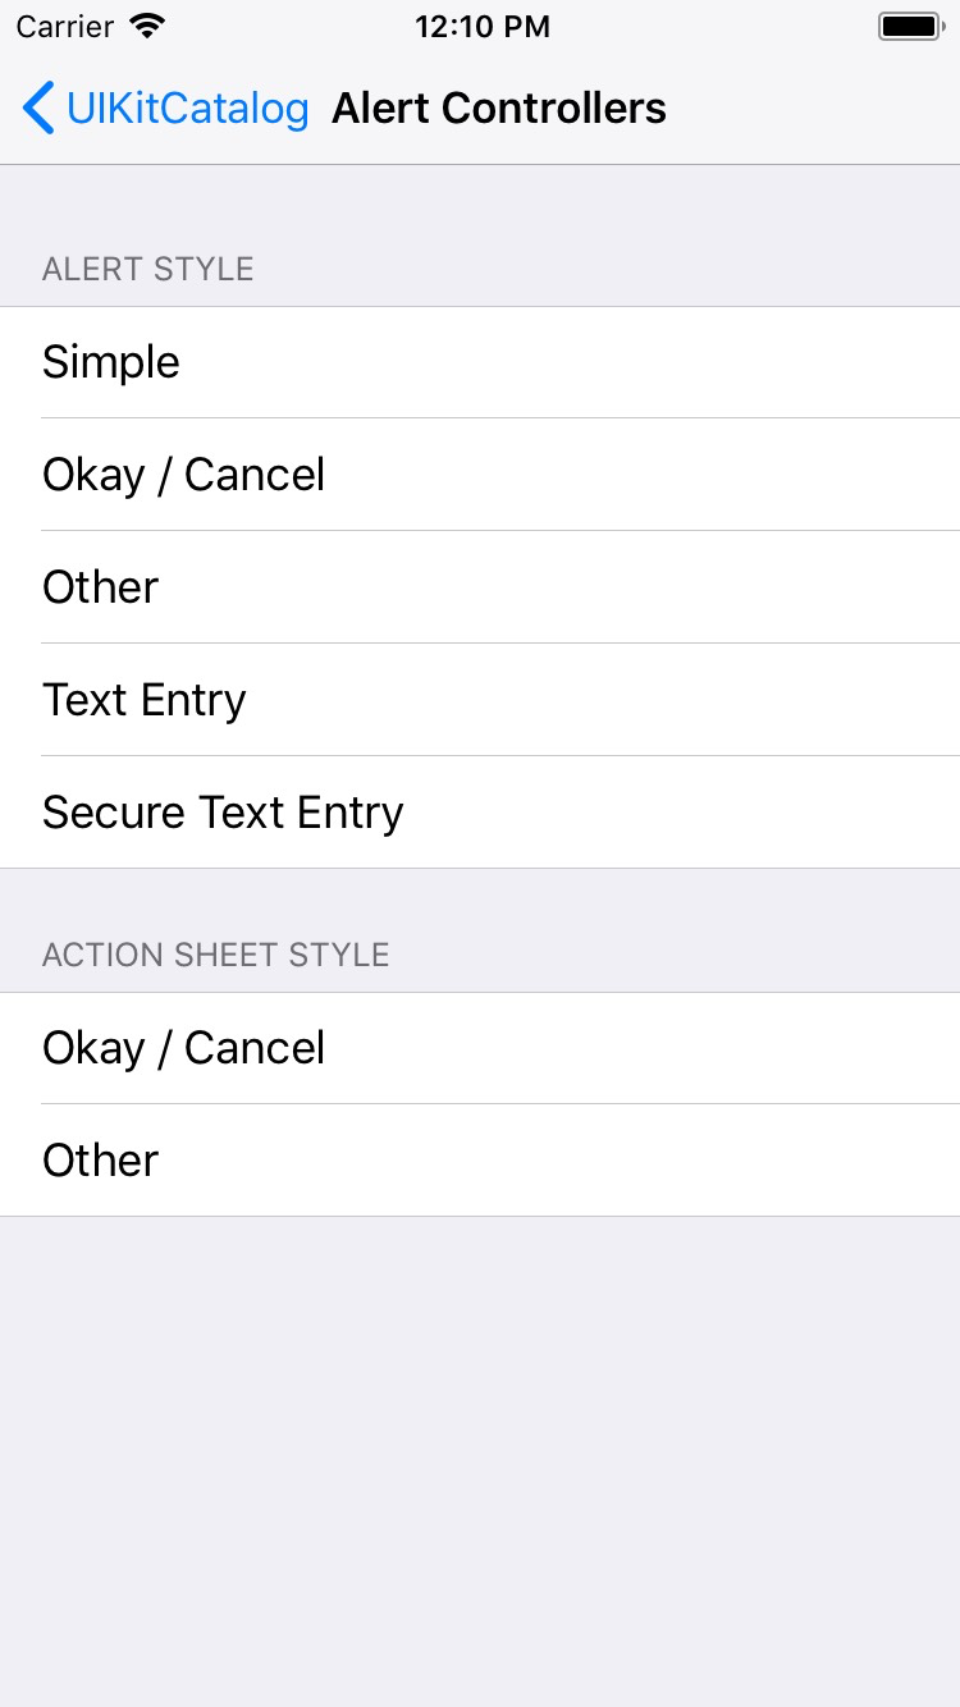 Carrier 12:10 PM
UIKitCatalog Alert Controllers
ALERT STYLE
Simple
Okay / Cancel
Other
Text Entry
Secure Text Entry
ACTION SHEET STYLE
Okay / Cancel
Other